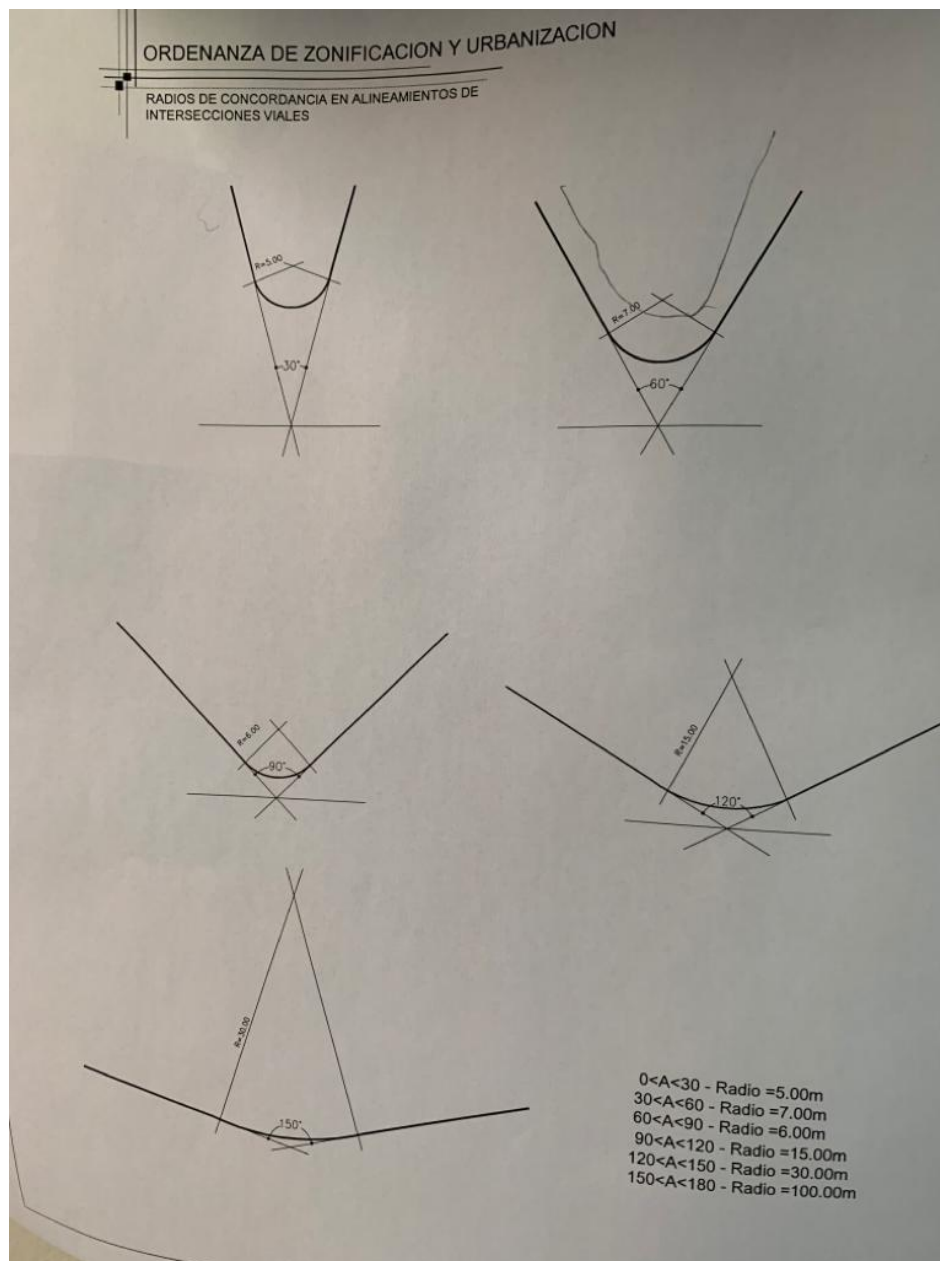 ORDENANZA DE ZONIFICACION Y URBANIZACION
RADIOS DE CONCORDANCIA EN ALINEAMIENTOS DE
INTERSECCIONES VIALES
R=5.00
30°
R=7.00
60°
R=6.00
90°
R=15.00
120°
R=30.00
150°
0<A<30 - Radio =5.00m
30<A<60 - Radio =7.00m
60<A<90 - Radio =6.00m
90<A<120 - Radio =15.00m
120<A<150 - Radio =30.00m
150<A<180 - Radio =100.00m